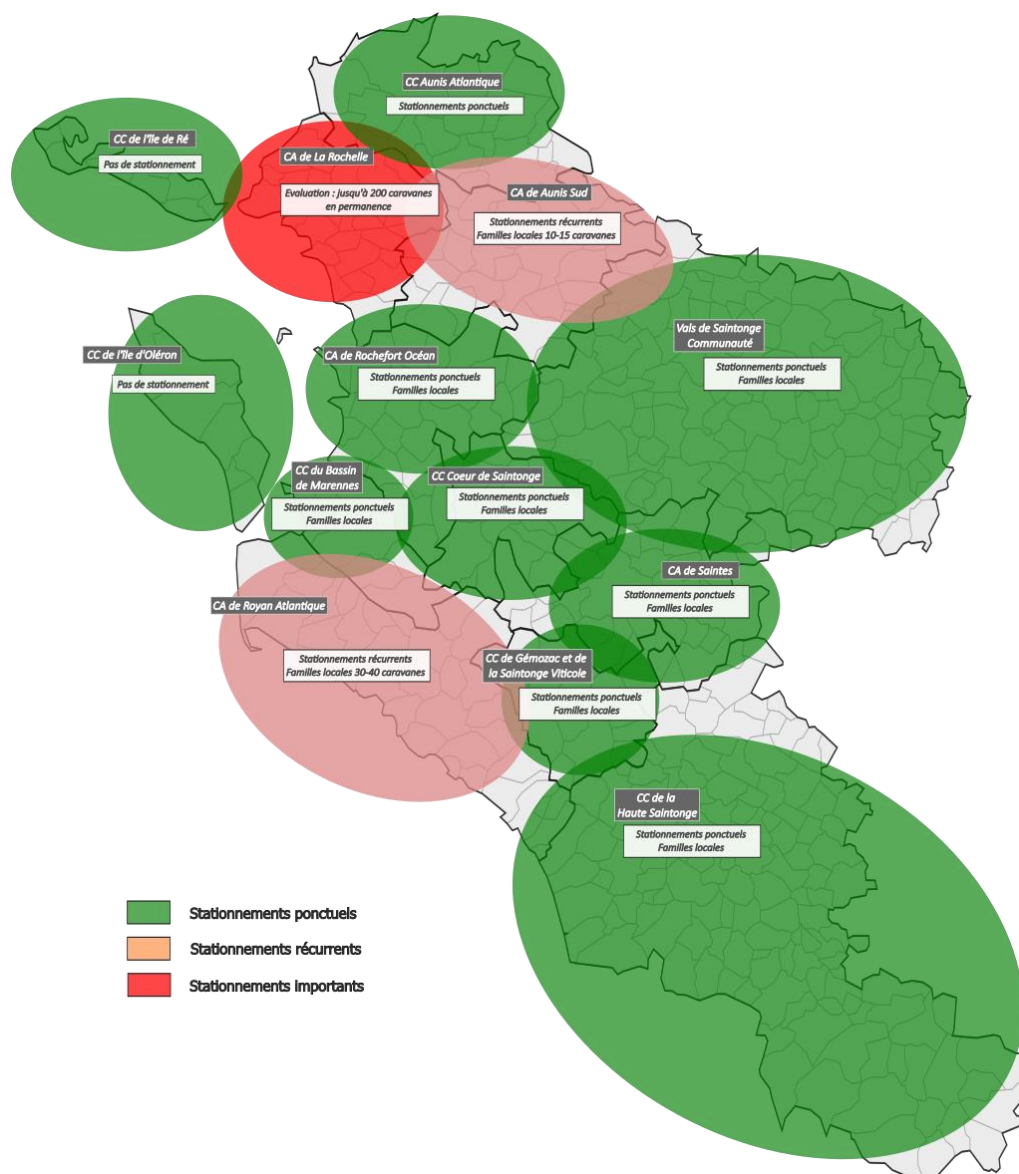 CC Aunis Atlantique
Stationnements ponctuels
CC de l'île de Ré
Pas de stationnement
CA de La Rochelle
Evaluation : jusqu'à 200 caravanes
en permanence
CA de Aunis Sud
Stationnements récurrents
Familles locales 10-15 caravanes
Vals de Saintonge
Communauté
Stationnements ponctuels
Familles locales
CC de l'île d'Oléron
Pas de stationnement
CA de Rochefort Océan
Stationnements ponctuels
Familles locales
CC du Bassin
de Marennes
Stationnements ponctuels
Familles locales
CC Coeur de Saintonge
Stationnements ponctuels
Familles locales
CA de Saintes
Stationnements ponctuels
Familles locales
CA de Royan Atlantique
Stationnements récurrents
Familles locales 30-40 caravanes
CC de Gémozac et de
la Saintonge Viticole
Stationnements ponctuels
Familles locales
CC de la
Haute Saintonge
Stationnements ponctuels
Familles locales
Stationnements ponctuels
Stationnements récurrents
Stationnements importants